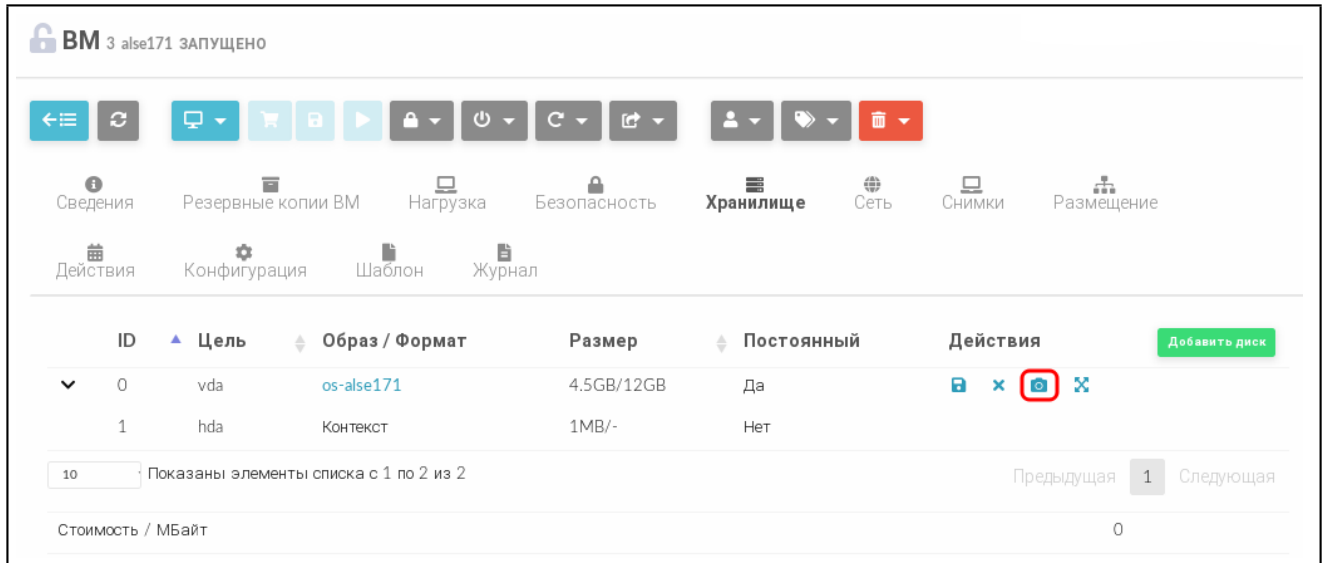 ВМ 3 alse171 ЗАПУЩЕНО
Сведения Резервные копии ВМ Нагрузка Безопасность Хранилище Сеть Снимки Размещение
Действия Конфигурация Шаблон Журнал
ID Цель Образ / Формат Размер Постоянный Действия Добавить диск
0 vda os-alse171 4.5GB/12GB Да
1 hda Контекст 1MB/- Нет
10 Показаны элементы списка с 1 по 2 из 2 Предыдущая 1 Следующая
Стоимость / МБайт 0